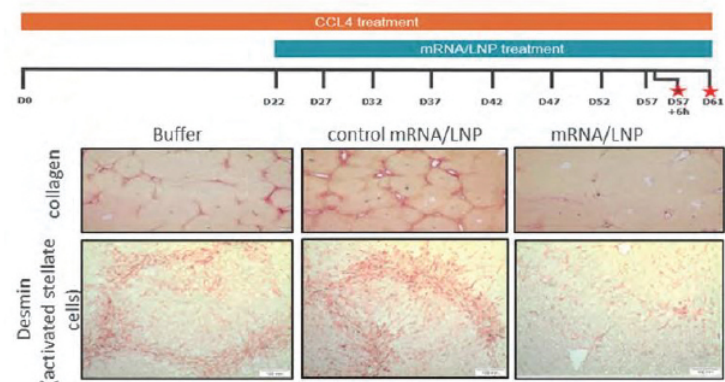 CCL4 treatment
mRNA/LNP treatment
D0 D22 D27 D32 D37 D42 D47 D52 D57 D57 D61
+6h
Buffer control mRNA/LNP mRNA/LNP
collagen
Desmin
(activated stellate
cells)